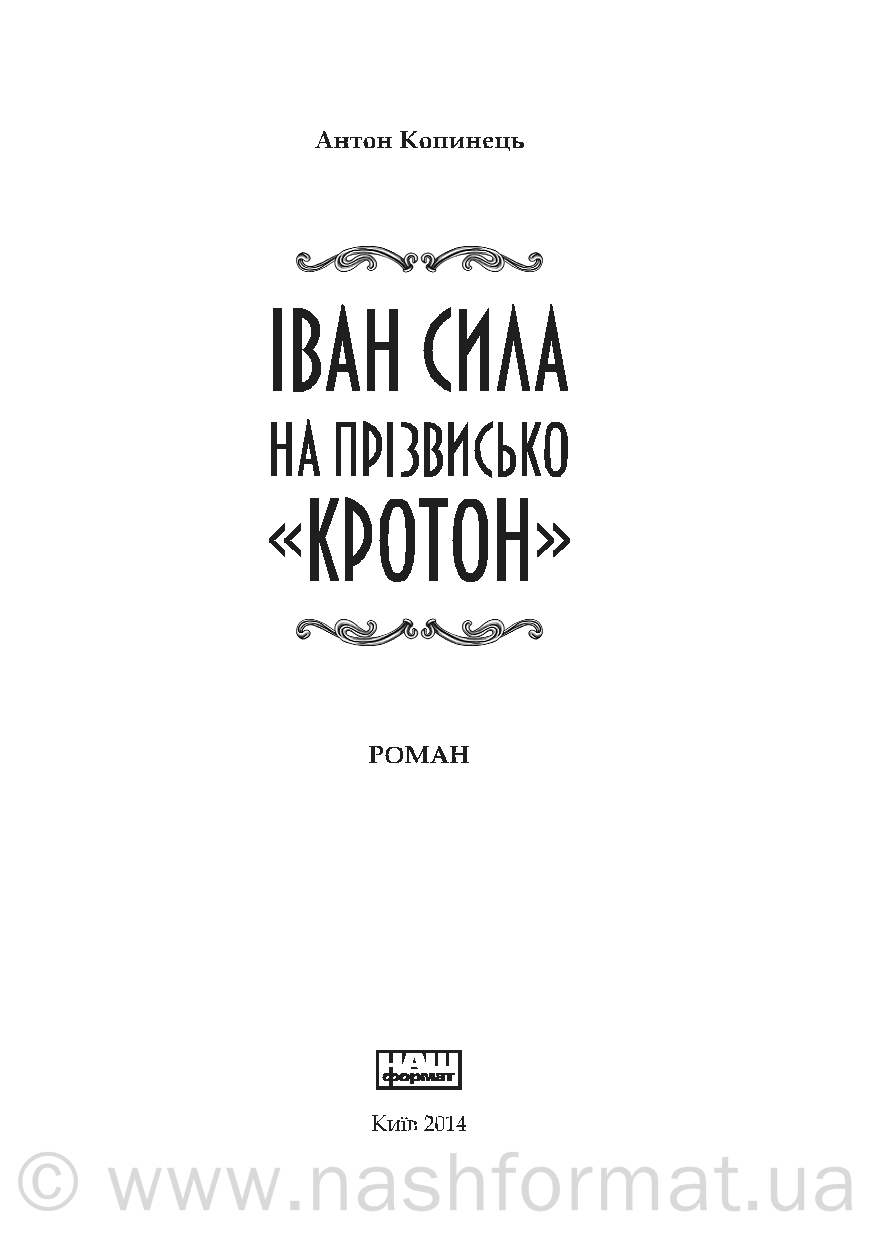 Антон Копинець
ІВАН СИЛА
НА ПРІЗВИСЬКО
«КРОТОН»
РОМАН
НАШ
формат
Київ 2014
© www.nashformat.ua